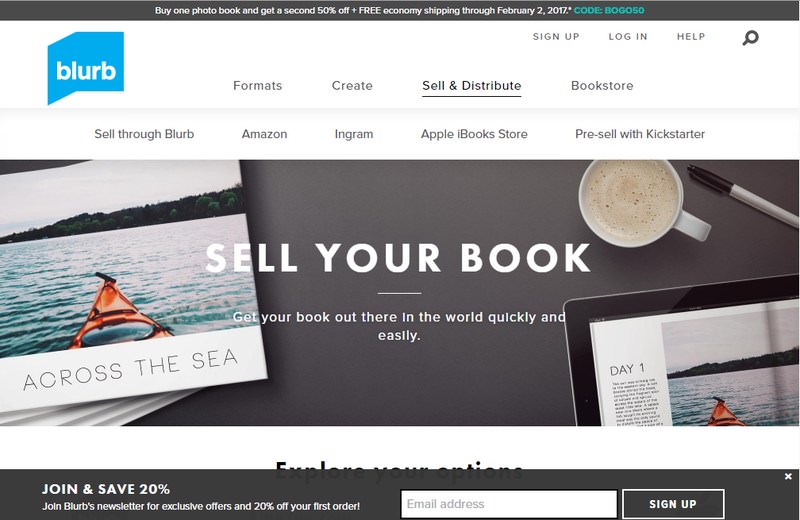 Buy one photo book and get a second 50% off + FREE economy shipping through February 2, 2017.* CODE: BOGO50
SIGN UP LOG IN HELP
blurb
Formats Create Sell & Distribute Bookstore
Sell through Blurb Amazon Ingram Apple iBooks Store Pre-sell with Kickstarter
SELL YOUR BOOK
Get your book out there in the world quickly and
easily.
ACROSS THE SEA
DAY 1
Explore your options
JOIN & SAVE 20%
Join Blurb's newsletter for exclusive offers and 20% off your first order!
Email address
SIGN UP